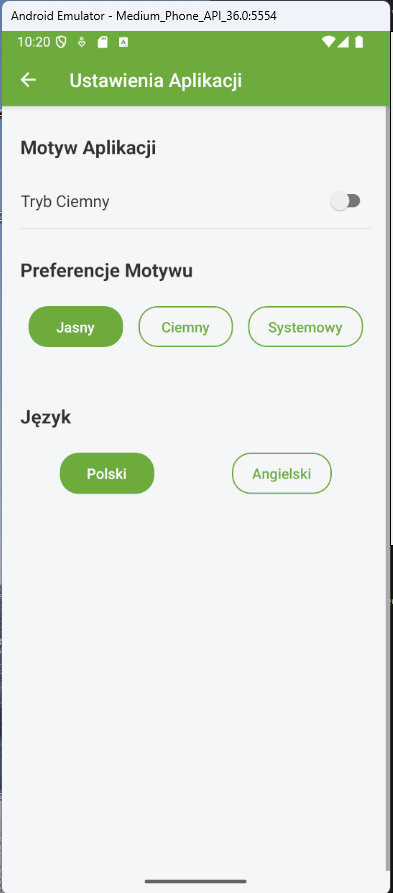 Android Emulator - Medium_Phone_API_36.0:5554
10:20 A
Ustawienia Aplikacji
Motyw Aplikacji
Tryb Ciemny
Preferencje Motywu
Jasny Ciemny Systemowy
Język
Polski Angielski